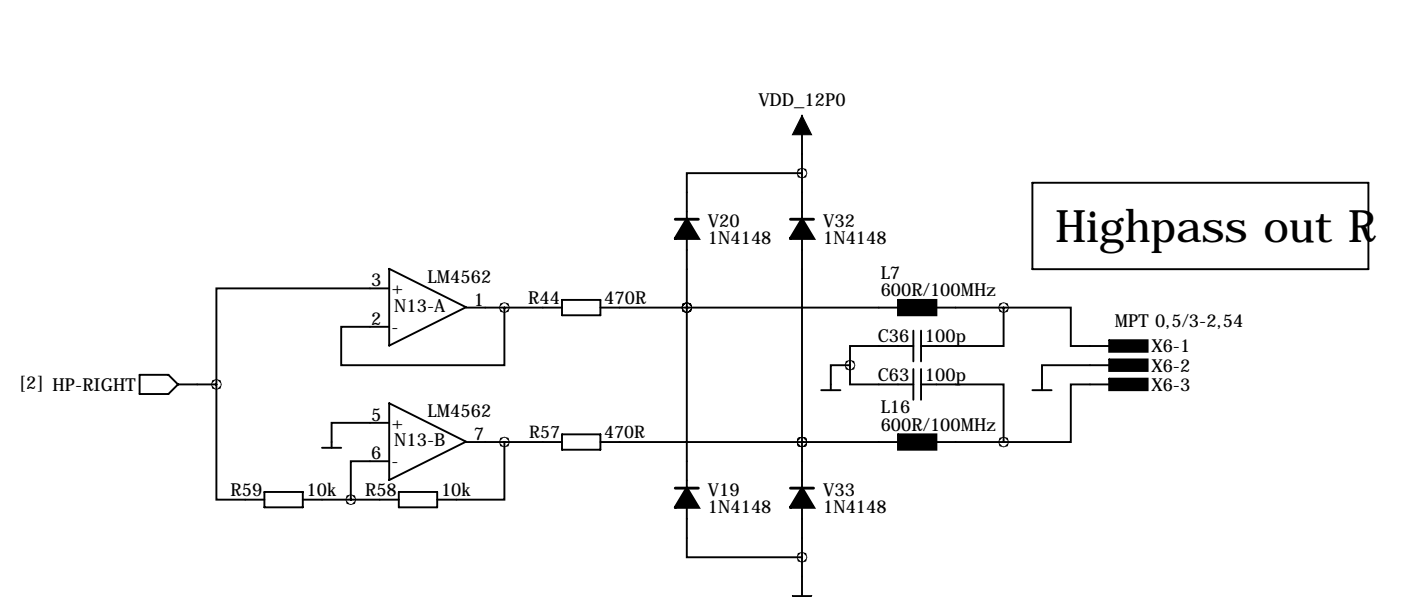 VDD_12P0
V20
1N4148
V32
1N4148
Highpass out R
LM4562
3
+
N13-A
1
2
-
R44
470R
L7
600R/100MHz
C36
100p
C63
100p
L16
600R/100MHz
MPT 0,5/3-2,54
X6-1
X6-2
X6-3
[2] HP-RIGHT
LM4562
5
+
N13-B
7
6
-
R57
470R
R59
10k
R58
10k
V19
1N4148
V33
1N4148